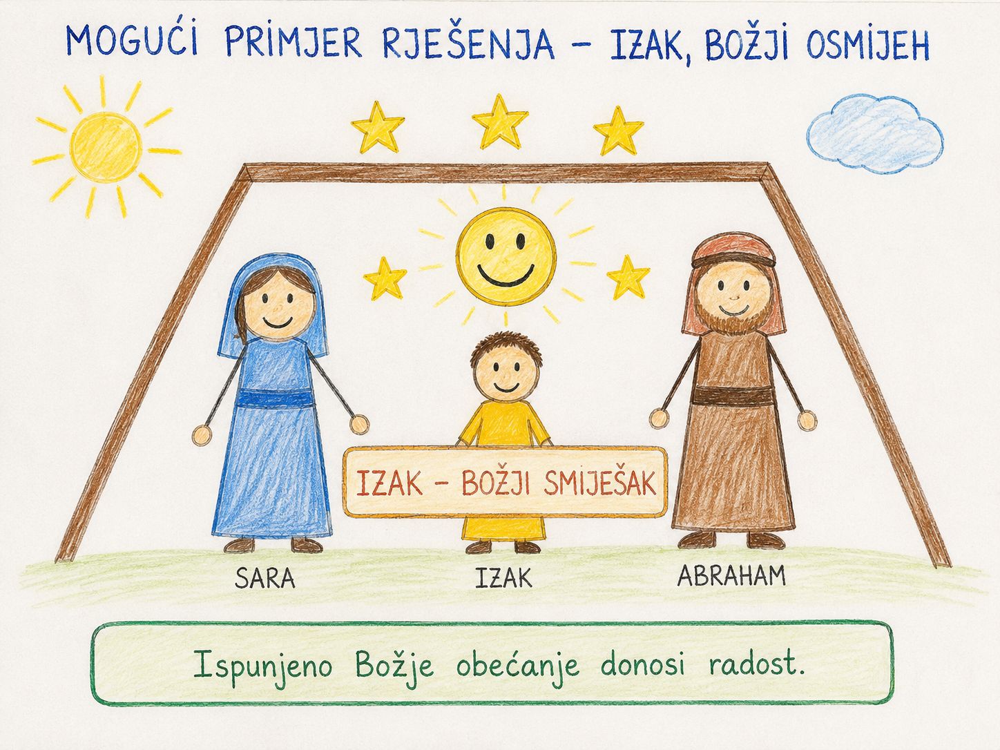 MOGUĆI PRIMJER RJEŠENJA – IZAK, BOŽJI OSMIJEH
IZAK – BOŽJI SMIJEŠAK
SARA
IZAK
ABRAHAM
Ispunjeno Božje obećanje donosi radost.